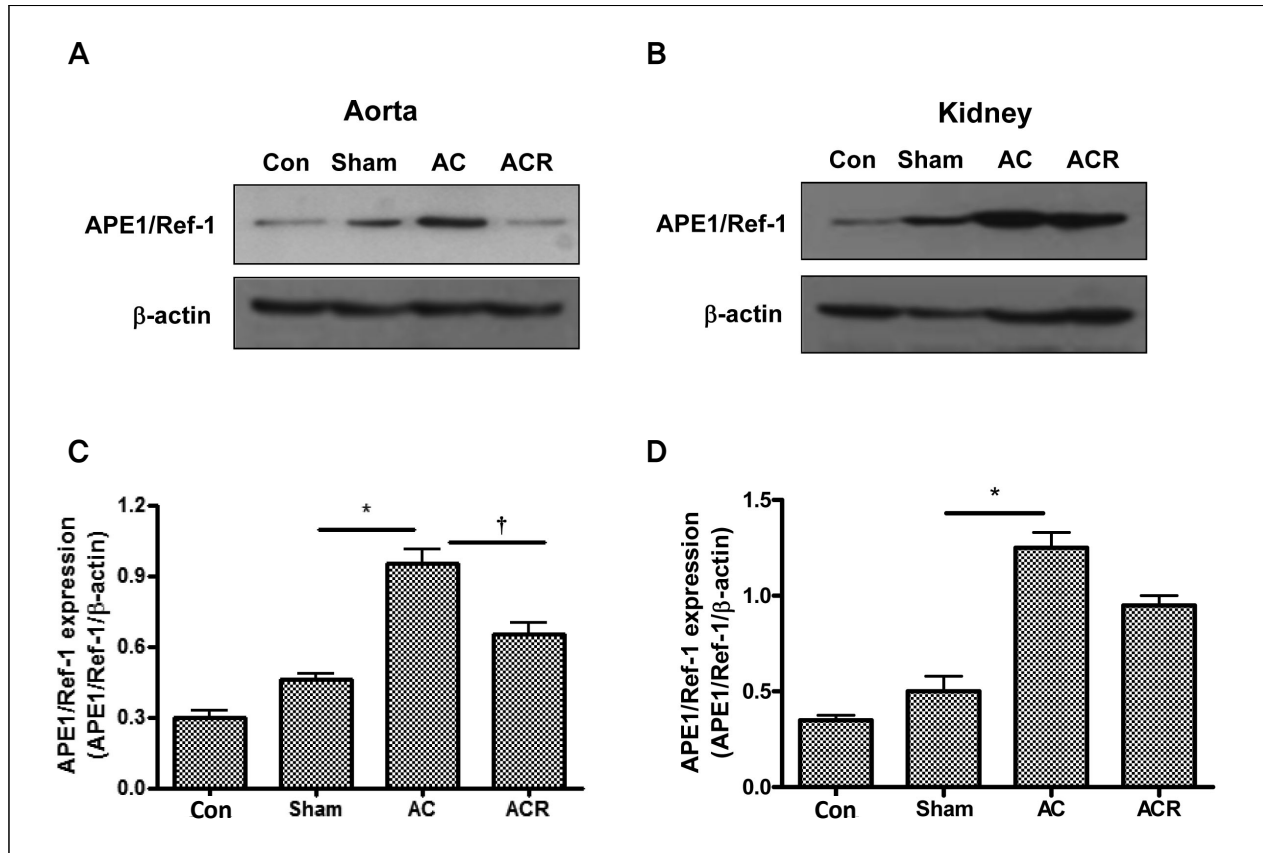 A
Aorta
Con Sham AC ACR
APE1/Ref-1
β-actin
B
Kidney
Con Sham AC ACR
APE1/Ref-1
β-actin
C
APE1/Ref-1 expression
(APE1/Ref-1/β-actin)
1.2
0.9
0.6
0.3
0.0
*
†
Con Sham AC ACR
D
APE1/Ref-1 expression
(APE1/Ref-1/β-actin)
1.5
1.0
0.5
0.0
*
Con Sham AC ACR